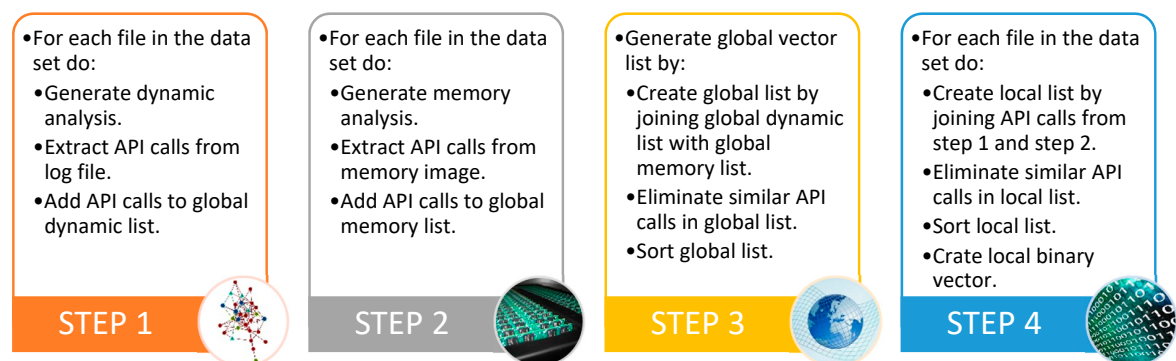 •For each file in the data
set do:
•Generate dynamic
analysis.
•Extract API calls from
log file.
•Add API calls to global
dynamic list.
STEP 1
•For each file in the data
set do:
•Generate memory
analysis.
•Extract API calls from
memory image.
•Add API calls to global
memory list.
STEP 2
•Generate global vector
list by:
•Create global list by
joining global dynamic
list with global
memory list.
•Eliminate similar API
calls in global list.
•Sort global list.
STEP 3
•For each file in the data
set do:
•Create local list by
joining API calls from
step 1 and step 2.
•Eliminate similar API
calls in local list.
•Sort local list.
•Crate local binary
vector.
STEP 4